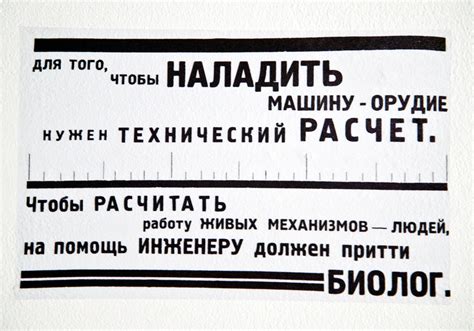 для того, чтобы НАЛАДИТЬ
МАШИНУ - ОРУДИЕ
НУЖЕН ТЕХНИЧЕСКИЙ РАСЧЕТ.
Чтобы РАСЧИТАТЬ
работу ЖИВЫХ МЕХАНИЗМОВ — ЛЮДЕЙ,
на помощь ИНЖЕНЕРУ должен притти
БИОЛОГ.